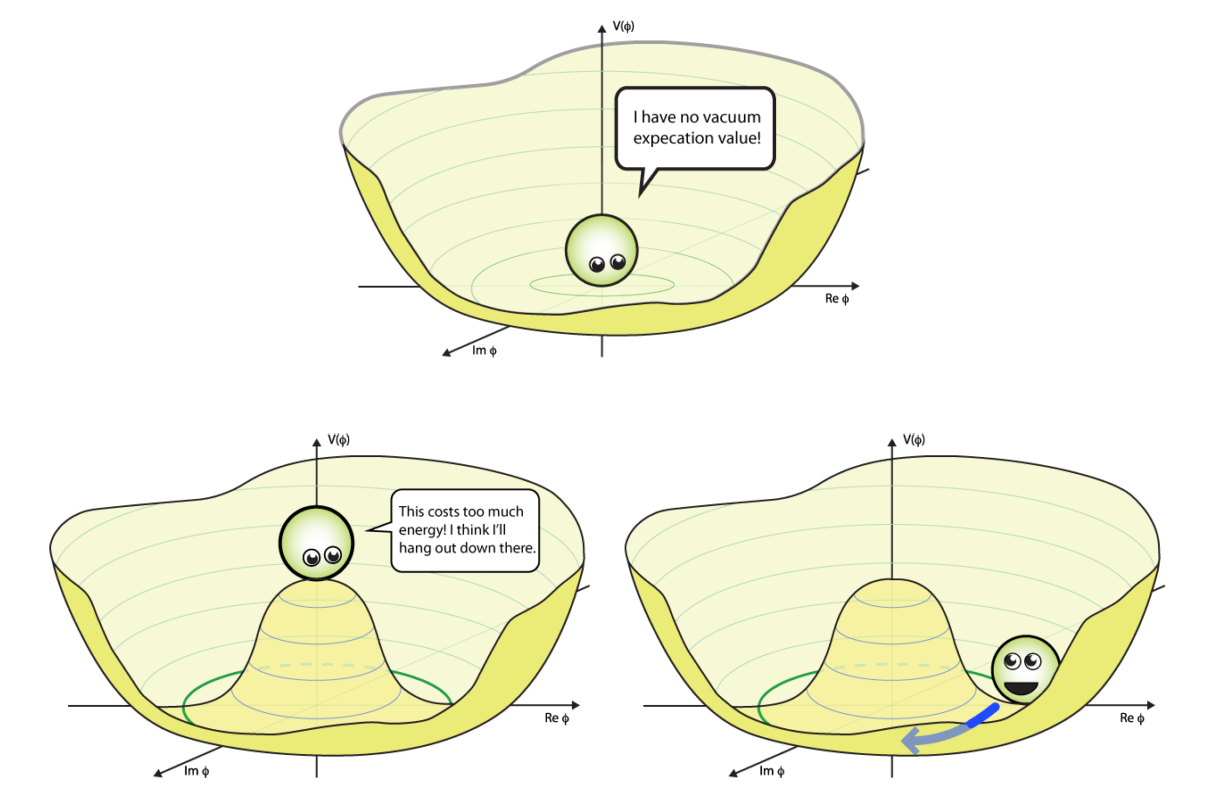 V(ϕ)
I have no vacuum
expecation value!
Re ϕ
Im ϕ
V(ϕ)
This costs too much
energy! I think I'll
hang out down there.
Re ϕ
Im ϕ
V(ϕ)
Re ϕ
Im ϕ